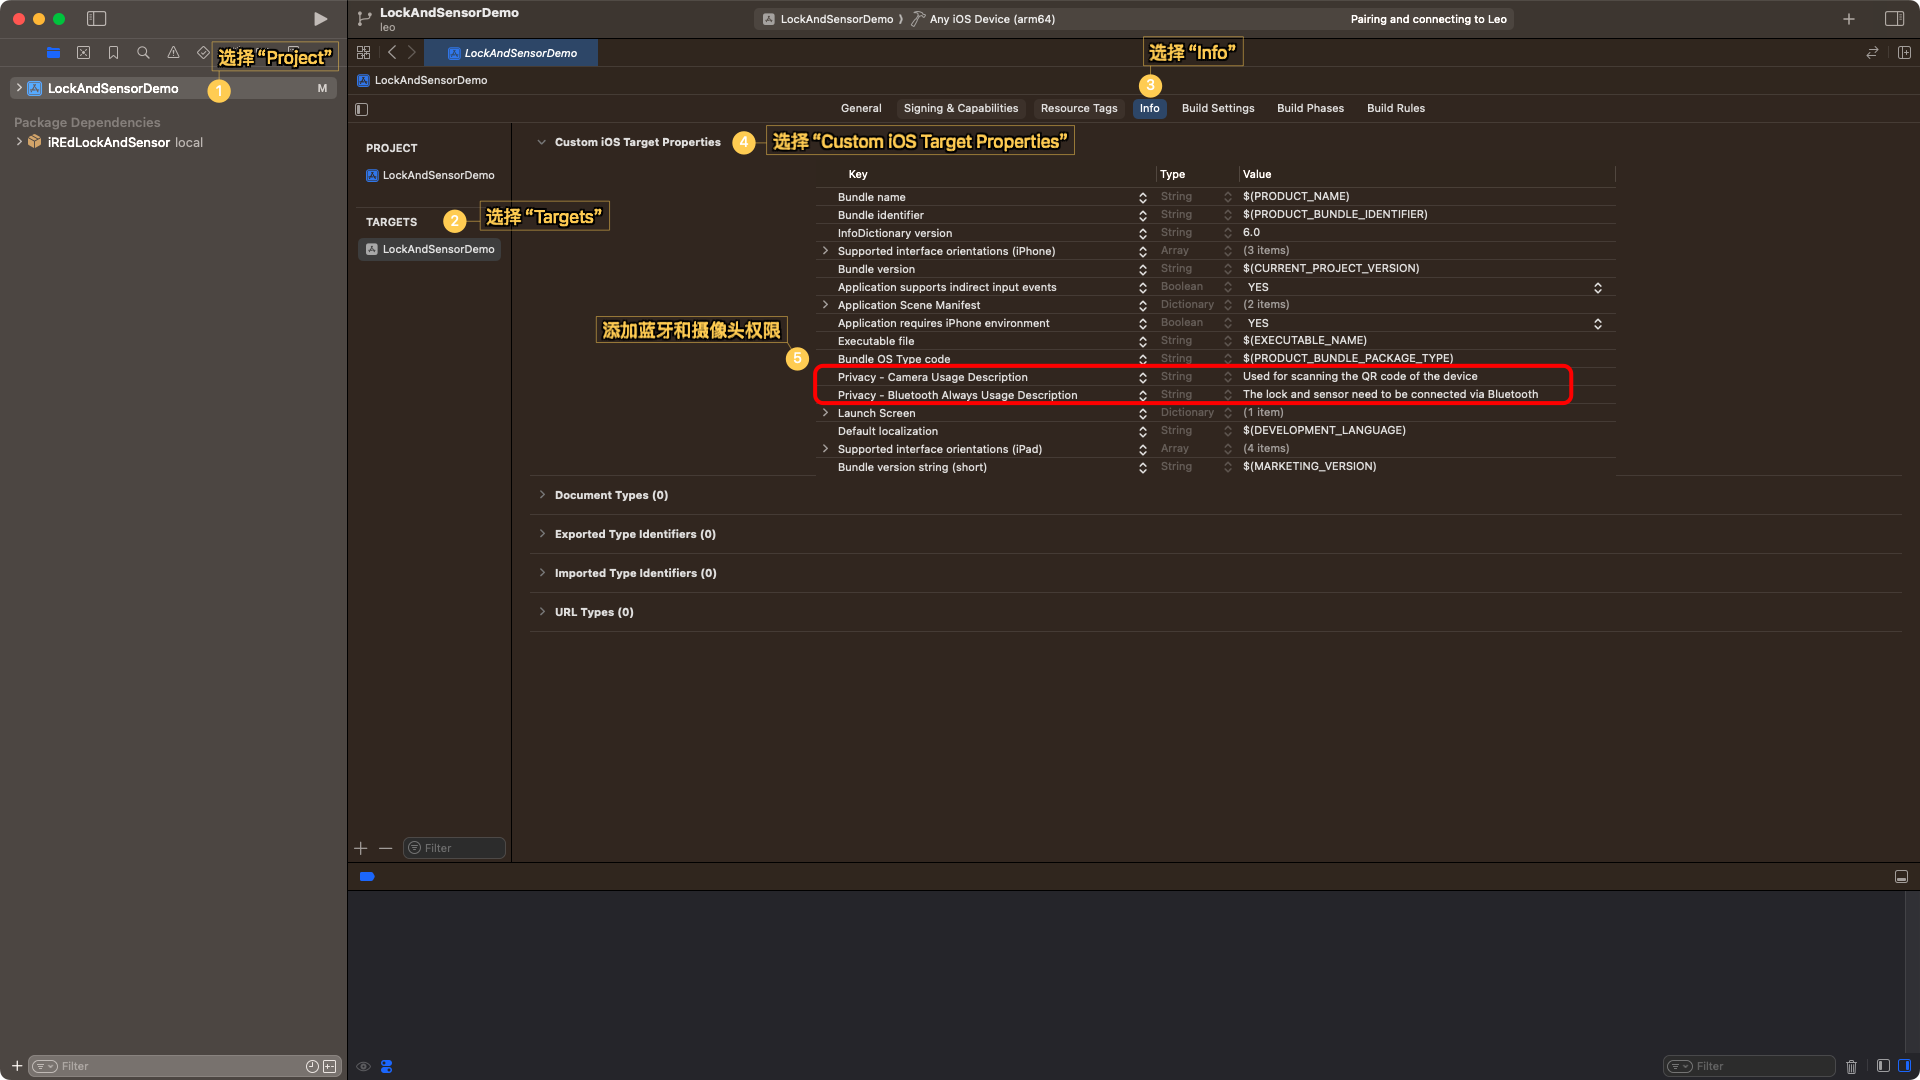 LockAndSensorDemo
leo
LockAndSensorDemo 〉 Any iOS Device (arm64)
Pairing and connecting to Leo
选择 “Project”
1
LockAndSensorDemo
M
Package Dependencies
iREdLockAndSensor local
LockAndSensorDemo
选择 “Info”
3
LockAndSensorDemo
General
Signing & Capabilities
Resource Tags
Info
Build Settings
Build Phases
Build Rules
PROJECT
LockAndSensorDemo
TARGETS
2
选择 “Targets”
LockAndSensorDemo
Custom iOS Target Properties
4
选择 “Custom iOS Target Properties”
Key Type Value
Bundle name String $(PRODUCT_NAME)
Bundle identifier String $(PRODUCT_BUNDLE_IDENTIFIER)
InfoDictionary version String 6.0
Supported interface orientations (iPhone) Array (3 items)
Bundle version String $(CURRENT_PROJECT_VERSION)
Application supports indirect input events Boolean YES
Application Scene Manifest Dictionary (2 items)
Application requires iPhone environment Boolean YES
Executable file String $(EXECUTABLE_NAME)
Bundle OS Type code String $(PRODUCT_BUNDLE_PACKAGE_TYPE)
添加蓝牙和摄像头权限
5
Privacy - Camera Usage Description String Used for scanning the QR code of the device
Privacy - Bluetooth Always Usage Description String The lock and sensor need to be connected via Bluetooth
Launch Screen Dictionary (1 item)
Default localization String $(DEVELOPMENT_LANGUAGE)
Supported interface orientations (iPad) Array (4 items)
Bundle version string (short) String $(MARKETING_VERSION)
Document Types (0)
Exported Type Identifiers (0)
Imported Type Identifiers (0)
URL Types (0)
Filter
Filter
Filter